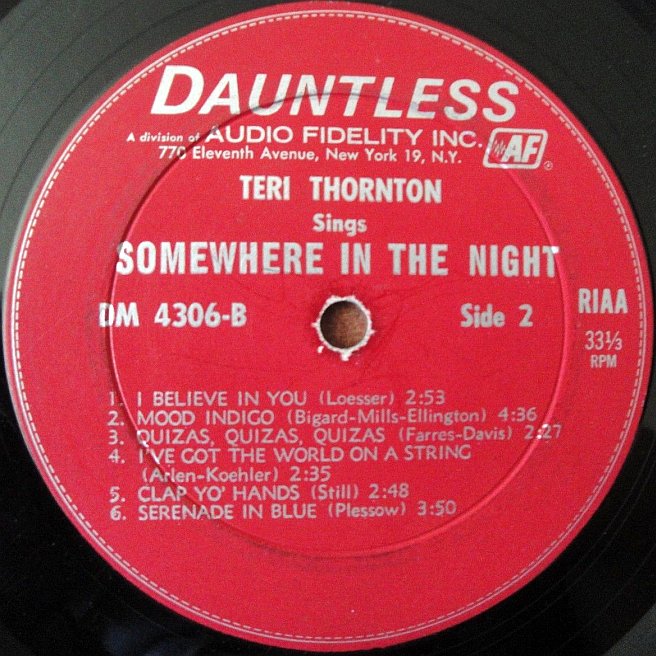 DAUNTLESS
A division of AUDIO FIDELITY INC. AF
770 Eleventh Avenue, New York 19, N.Y.
TERI THORNTON
Sings
SOMEWHERE IN THE NIGHT
DM 4306-B Side 2 RIAA
33⅓
RPM
1. I BELIEVE IN YOU (Loesser) 2:53
2. MOOD INDIGO (Bigard-Mills-Ellington) 4:36
3. QUIZAS, QUIZAS, QUIZAS (Farres-Davis) 2:27
4. I'VE GOT THE WORLD ON A STRING
(Arlen-Koehler) 2:35
5. CLAP YO' HANDS (Still) 2:48
6. SERENADE IN BLUE (Plessow) 3:50